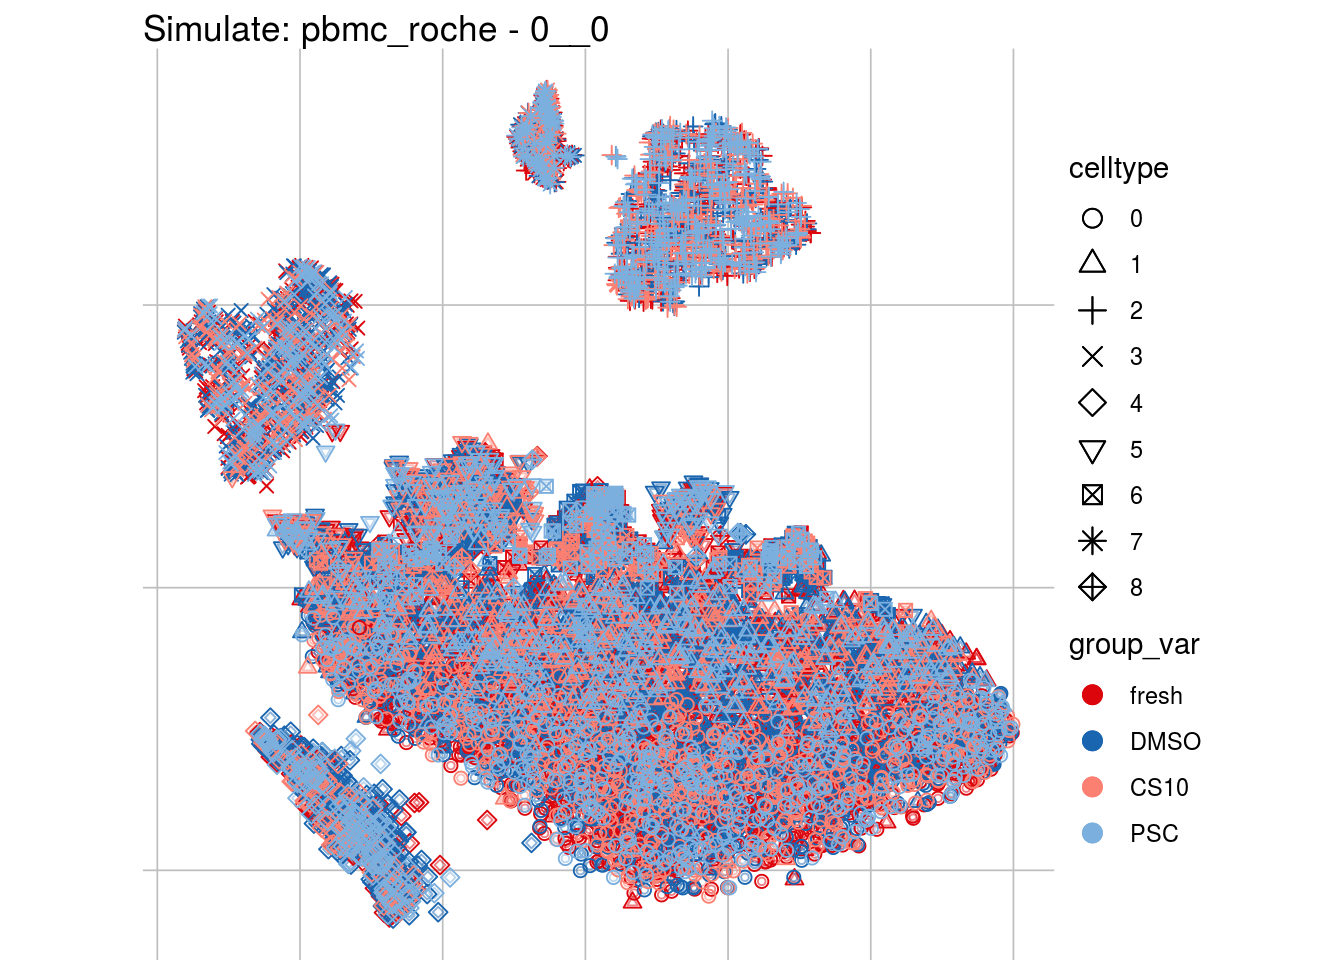 Simulate: pbmc_roche - 0__0
celltype
0
1
2
3
4
5
6
7
8
group_var
fresh
DMSO
CS10
PSC